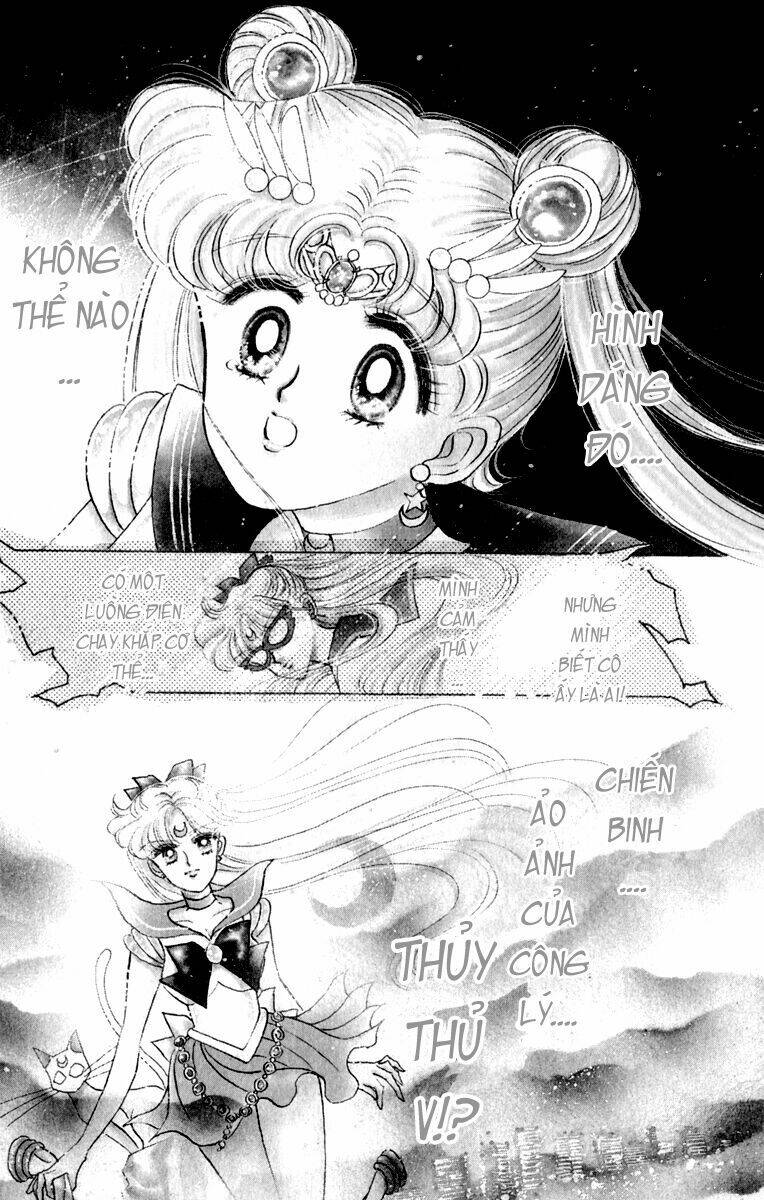 KHÔNG
THỂ NÀO
...
HÌNH
DÁNG
ĐÓ....
CÓ MỘT
LUỒNG ĐIỆN
CHẠY KHẮP CƠ
THỂ...
MÌNH
CẢM
THẤY
...
NHƯNG
MÌNH
BIẾT CÔ
ẤY LÀ AI!
CHIẾN
BINH
....
ẢO
ẢNH
CỦA
CÔNG
LÝ....
THỦY
THỦ
V!?